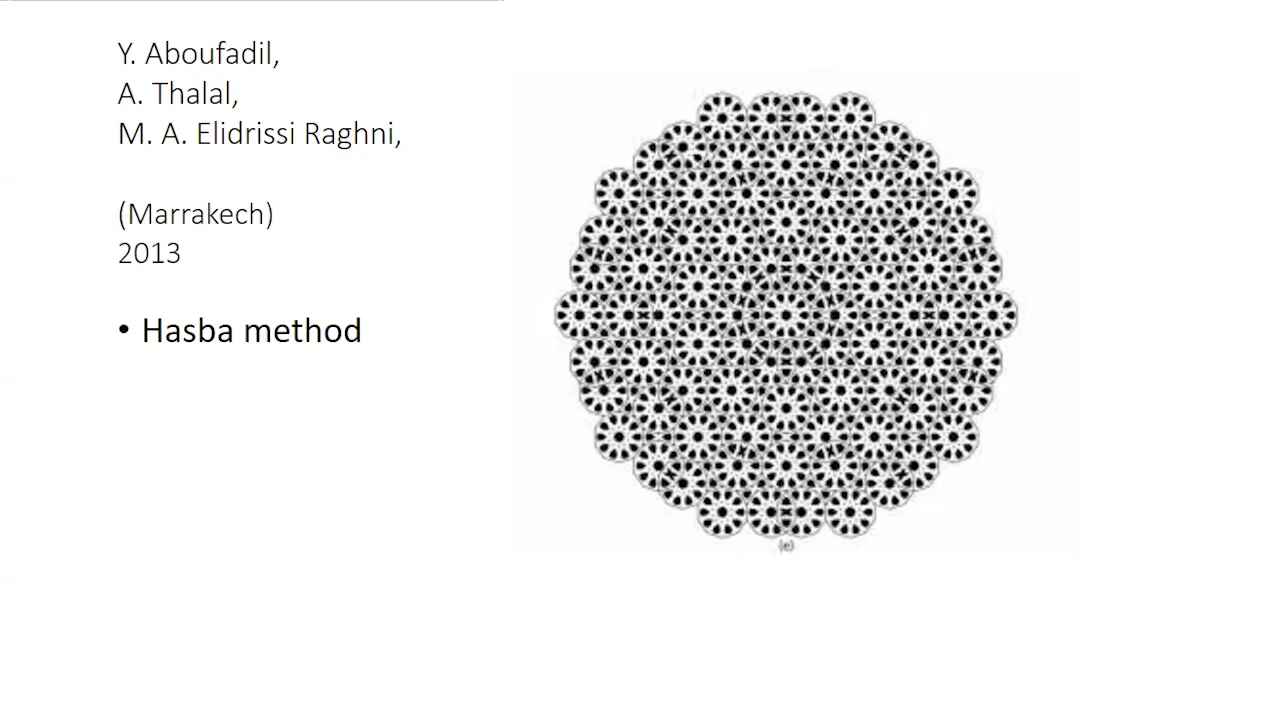 Y. Aboufadil,
A. Thalal,
M. A. Elidrissi Raghni,
(Marrakech)
2013
• Hasba method
(e)